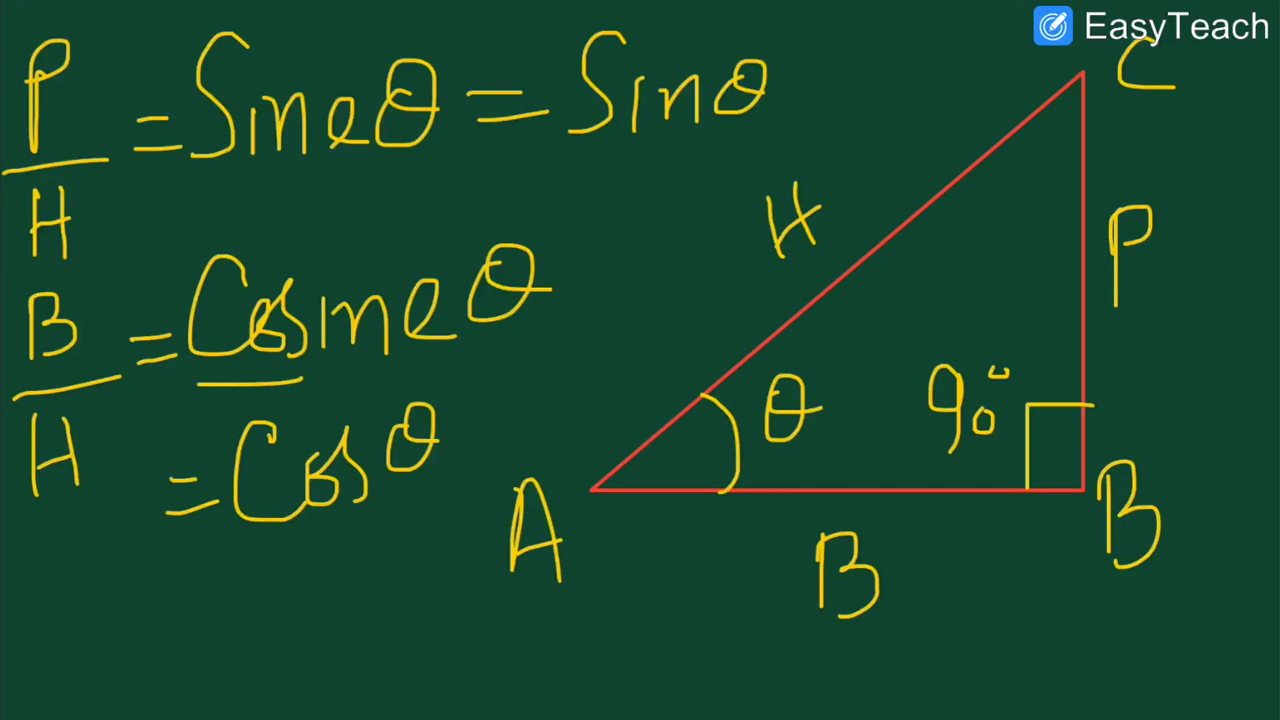 EasyTeach
P/H = Sineθ = Sinθ
B/H = Cosineθ
= Cosθ
C
H
P
θ
90°
A
B
B